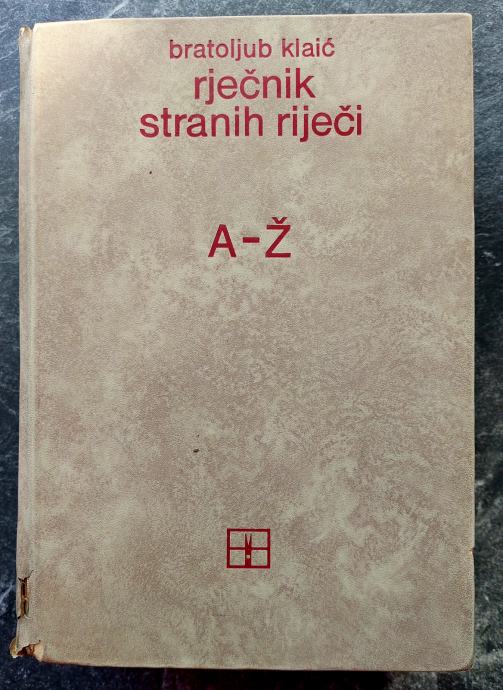 bratoljub klaić
rječnik
stranih riječi
A-Ž